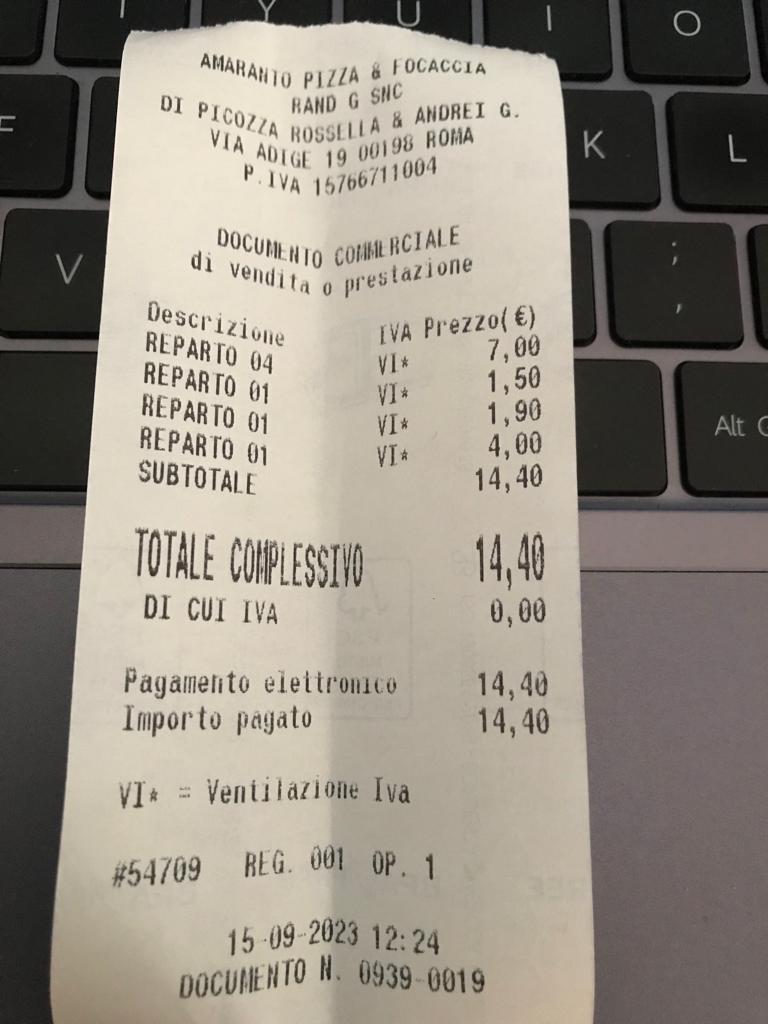 AMARANTO PIZZA & FOCACCIA
RAND G SNC
DI PICOZZA ROSSELLA & ANDREI G.
VIA ADIGE 19 00198 ROMA
P.IVA 15766711004
DOCUMENTO COMMERCIALE
di vendita o prestazione
Descrizione IVA Prezzo(€)
REPARTO 04 VI* 7,00
REPARTO 01 VI* 1,50
REPARTO 01 VI* 1,90
REPARTO 01 VI* 4,00
SUBTOTALE 14,40
TOTALE COMPLESSIVO 14,40
DI CUI IVA 0,00
Pagamento elettronico 14,40
Importo pagato 14,40
VI* = Ventilazione Iva
#54709 REG. 001 OP. 1
15-09-2023 12:24
DOCUMENTO N. 0939-0019
Y U I O
K L
V ; ,
Alt